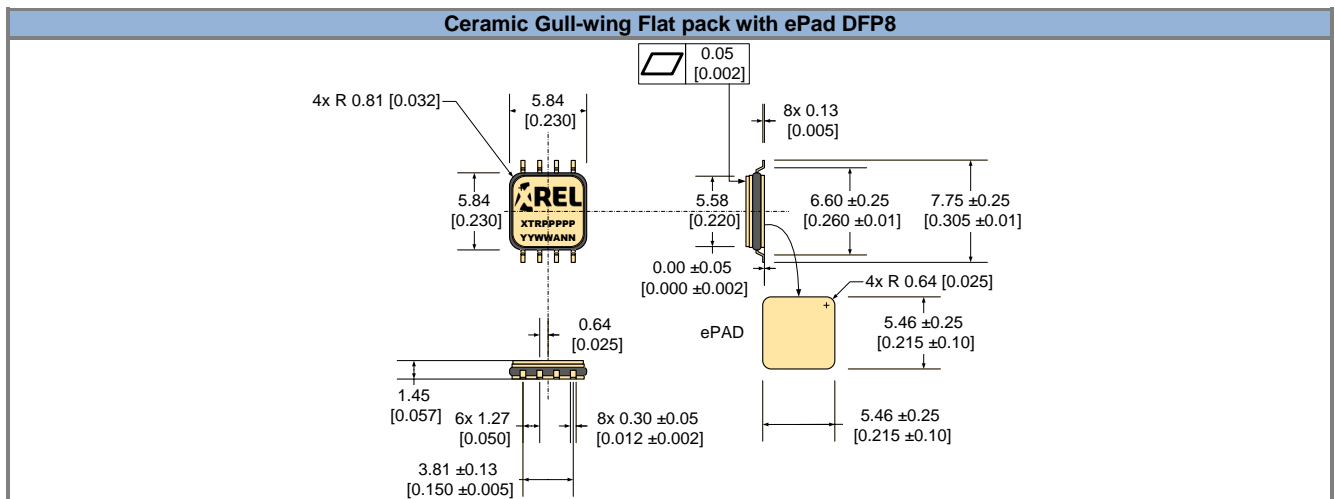 Ceramic Gull-wing Flat pack with ePad DFP8
0.05
[0.002]
4x R 0.81 [0.032]
5.84
[0.230]
8x 0.13
[0.005]
5.84
[0.230]
XREL
XTRPPPPP
YYWWANN
5.58
[0.220]
6.60 ±0.25
[0.260 ±0.01]
7.75 ±0.25
[0.305 ±0.01]
0.00 ±0.05
[0.000 ±0.002]
4x R 0.64 [0.025]
ePAD
+
5.46 ±0.25
[0.215 ±0.10]
0.64
[0.025]
1.45
[0.057]
6x 1.27
[0.050]
8x 0.30 ±0.05
[0.012 ±0.002]
5.46 ±0.25
[0.215 ±0.10]
3.81 ±0.13
[0.150 ±0.005]